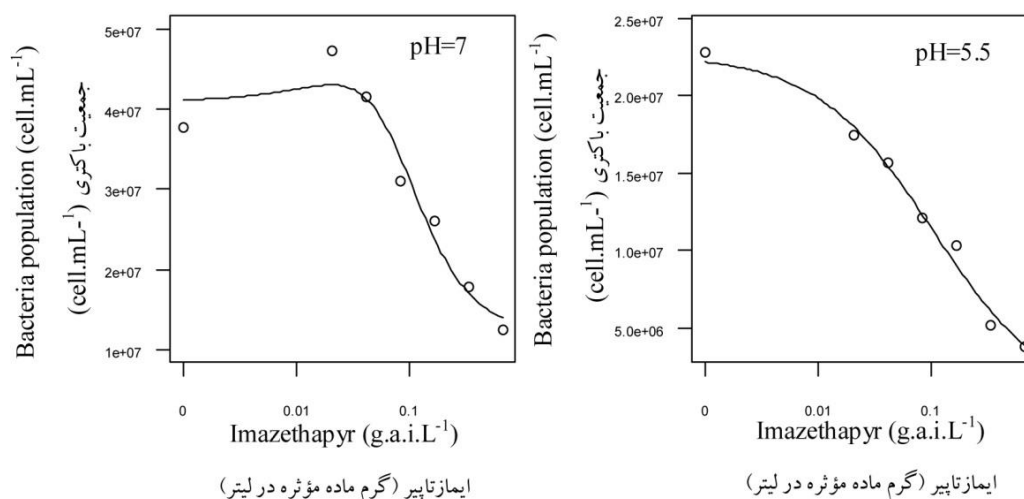 Bacteria population (cell.mL-1)
جمعیت باکتری (cell.mL-1)
5e+07
4e+07
3e+07
2e+07
1e+07
pH=7
0
0.01
0.1
Imazethapyr (g.a.i.L-1)
ایمازتاپیر (گرم ماده مؤثره در لیتر)
Bacteria population (cell.mL-1)
جمعیت باکتری (cell.mL-1)
2.5e+07
2.0e+07
1.5e+07
1.0e+07
5.0e+06
pH=5.5
0
0.01
0.1
Imazethapyr (g.a.i.L-1)
ایمازتاپیر (گرم ماده مؤثره در لیتر)